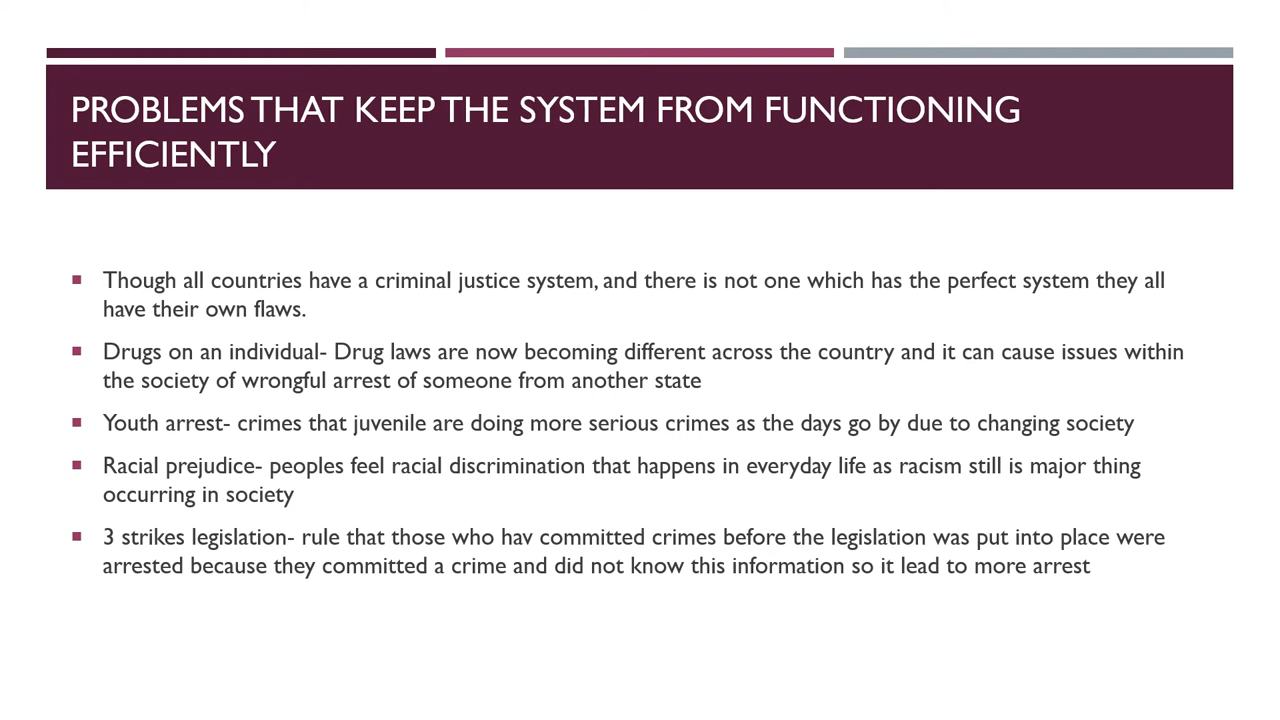 PROBLEMS THAT KEEP THE SYSTEM FROM FUNCTIONING
EFFICIENTLY
Though all countries have a criminal justice system, and there is not one which has the perfect system they all
have their own flaws.
Drugs on an individual- Drug laws are now becoming different across the country and it can cause issues within
the society of wrongful arrest of someone from another state
Youth arrest- crimes that juvenile are doing more serious crimes as the days go by due to changing society
Racial prejudice- peoples feel racial discrimination that happens in everyday life as racism still is major thing
occurring in society
3 strikes legislation- rule that those who hav committed crimes before the legislation was put into place were
arrested because they committed a crime and did not know this information so it lead to more arrest